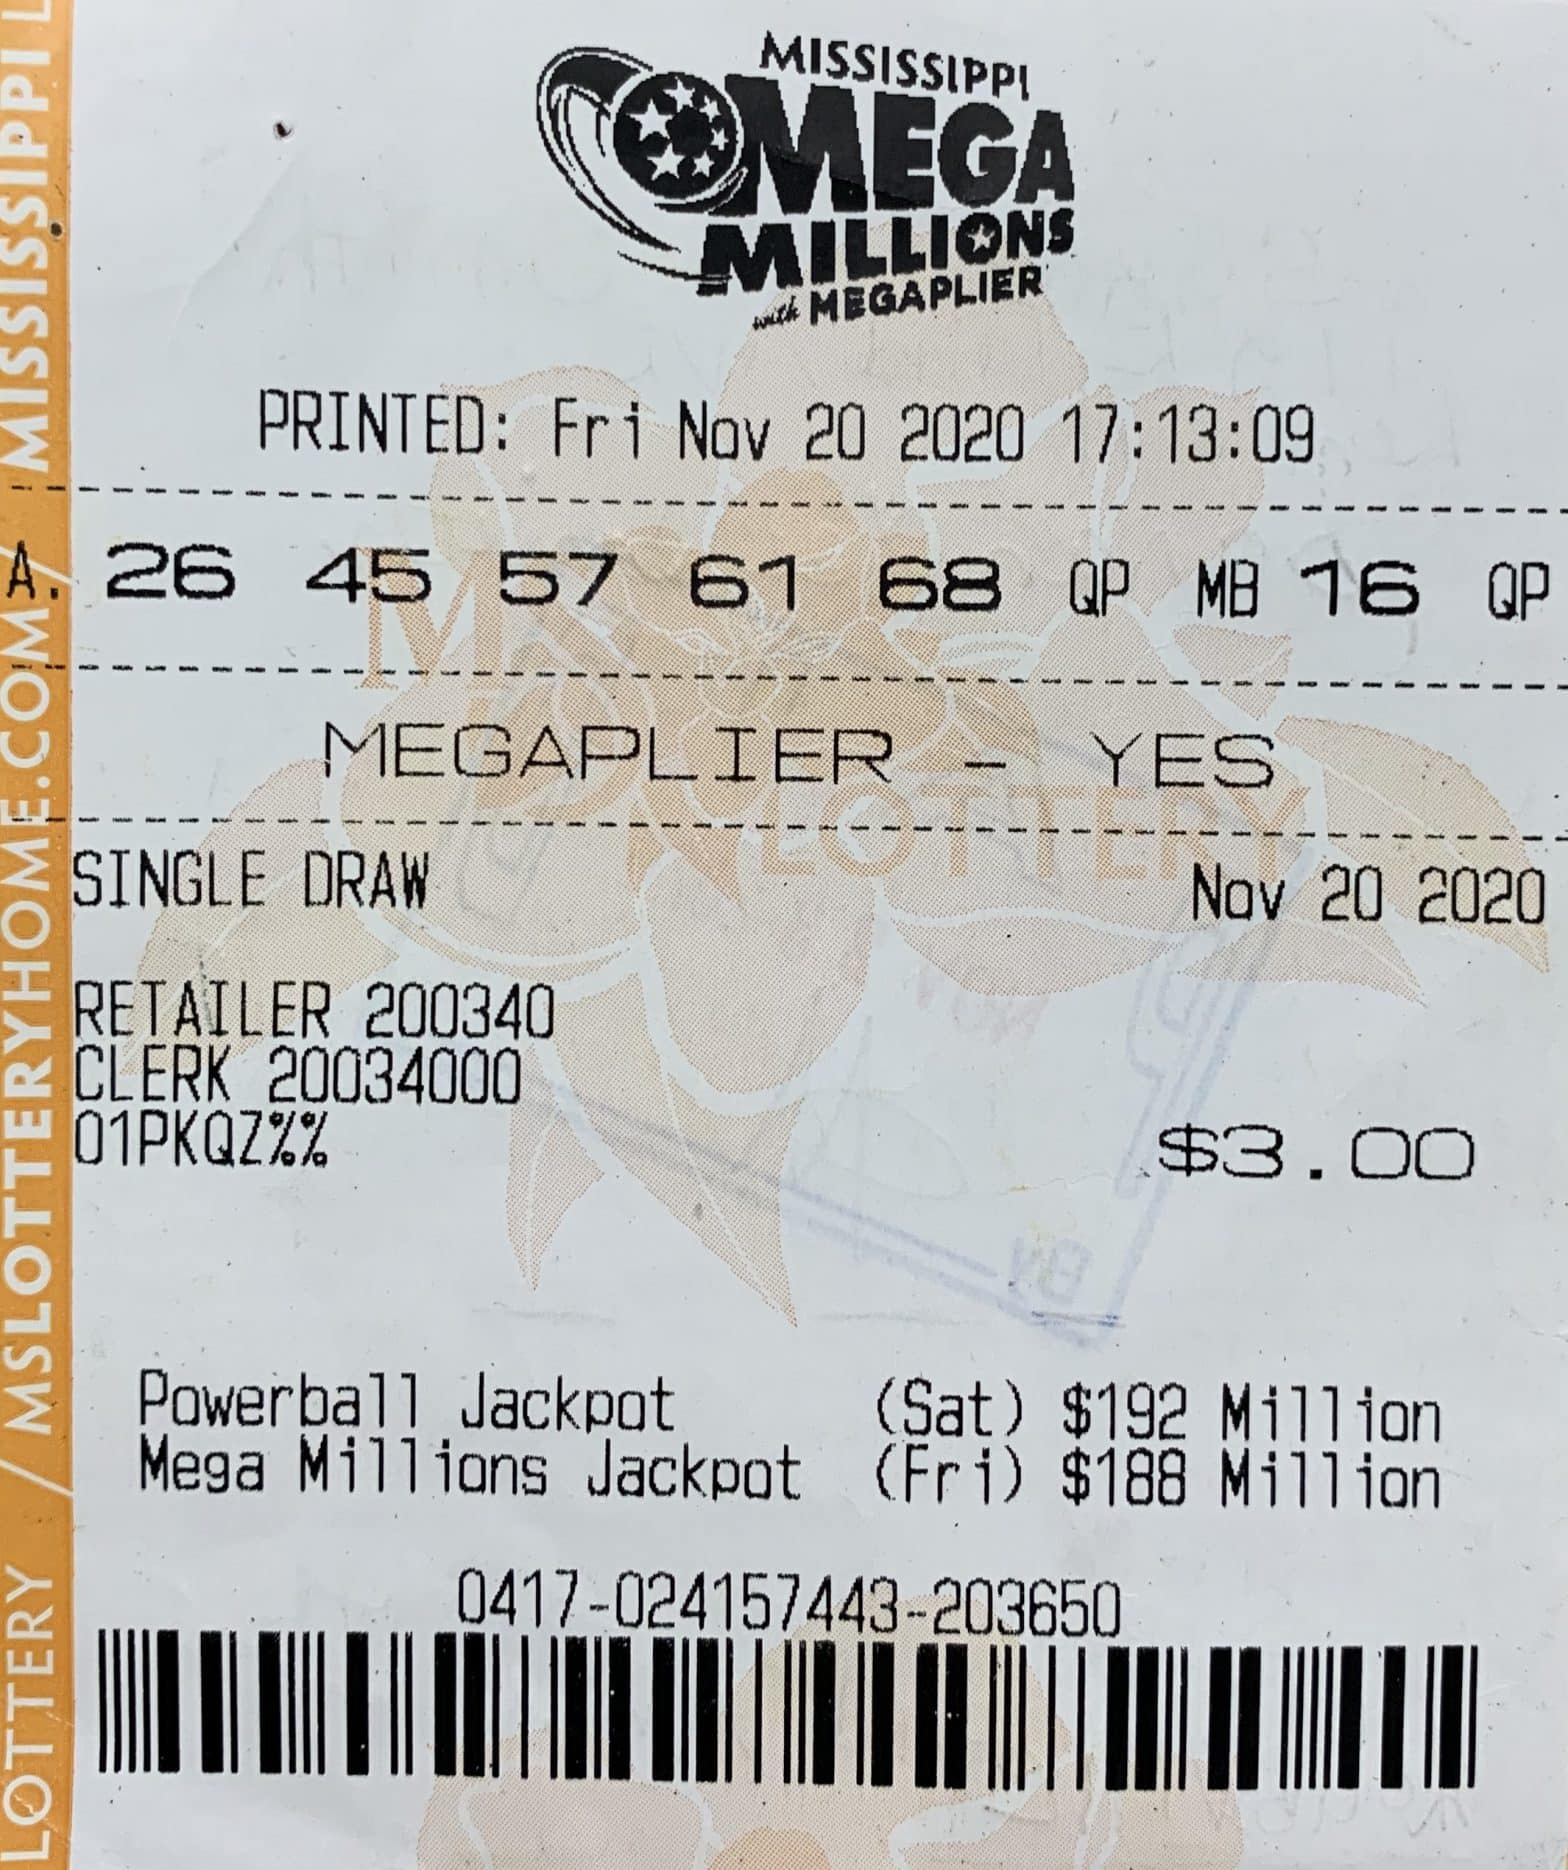 MISSISSIPPI
MEGA
MILLIONS
with MEGAPLIER
PRINTED: Fri Nov 20 2020 17:13:09
A. 26 45 57 61 68 QP MB 16 QP
MEGAPLIER - YES
LOTTERY
SINGLE DRAW Nov 20 2020
RETAILER 200340
CLERK 20034000
01PKQZ%% $3.00
Powerball Jackpot (Sat) $192 Million
Mega Millions Jackpot (Fri) $188 Million
0417-024157443-203650
LOTTERY / MSLOTTERYHOME.COM / MISSISSIPPI L